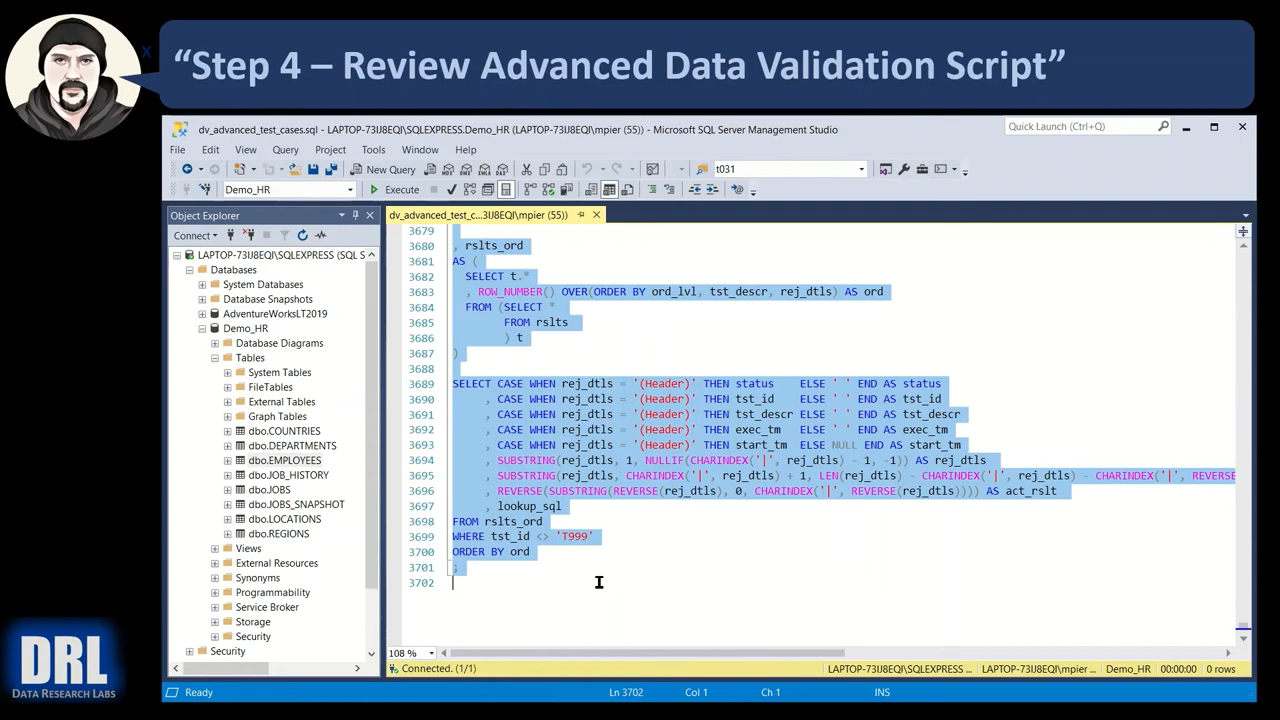 x
“Step 4 – Review Advanced Data Validation Script”
dv_advanced_test_cases.sql - LAPTOP-73IJ8EQI\SQLEXPRESS.Demo_HR (LAPTOP-73IJ8EQI\mpier (55)) - Microsoft SQL Server Management Studio
Quick Launch (Ctrl+Q)
File Edit View Query Project Tools Window Help
New Query
t031
Demo_HR
Execute
Object Explorer
dv_advanced_test_c...3IJ8EQI\mpier (55))
Connect
LAPTOP-73IJ8EQI\SQLEXPRESS (SQL S
Databases
System Databases
Database Snapshots
AdventureWorksLT2019
Demo_HR
Database Diagrams
Tables
System Tables
FileTables
External Tables
Graph Tables
dbo.COUNTRIES
dbo.DEPARTMENTS
dbo.EMPLOYEES
dbo.JOB_HISTORY
dbo.JOBS
dbo.JOBS_SNAPSHOT
dbo.LOCATIONS
dbo.REGIONS
Views
External Resources
Synonyms
Programmability
Service Broker
Storage
Security
Security
3679
3680 , rslts_ord
3681 AS (
3682 SELECT t.*
3683 , ROW_NUMBER() OVER(ORDER BY ord_lvl, tst_descr, rej_dtls) AS ord
3684 FROM (SELECT *
3685 FROM rslts
3686 ) t
3687 )
3688
3689 SELECT CASE WHEN rej_dtls = '(Header)' THEN status ELSE ' ' END AS status
3690 , CASE WHEN rej_dtls = '(Header)' THEN tst_id ELSE ' ' END AS tst_id
3691 , CASE WHEN rej_dtls = '(Header)' THEN tst_descr ELSE ' ' END AS tst_descr
3692 , CASE WHEN rej_dtls = '(Header)' THEN exec_tm ELSE ' ' END AS exec_tm
3693 , CASE WHEN rej_dtls = '(Header)' THEN start_tm ELSE NULL END AS start_tm
3694 , SUBSTRING(rej_dtls, 1, NULLIF(CHARINDEX('|', rej_dtls) - 1, -1)) AS rej_dtls
3695 , SUBSTRING(rej_dtls, CHARINDEX('|', rej_dtls) + 1, LEN(rej_dtls) - CHARINDEX('|', rej_dtls) - CHARINDEX('|', REVERS
3696 , REVERSE(SUBSTRING(REVERSE(rej_dtls), 0, CHARINDEX('|', REVERSE(rej_dtls)))) AS act_rslt
3697 , lookup_sql
3698 FROM rslts_ord
3699 WHERE tst_id <> 'T999'
3700 ORDER BY ord
3701 ;
3702
108 %
Connected. (1/1)
LAPTOP-73IJ8EQI\SQLEXPRESS ... LAPTOP-73IJ8EQI\mpier ... Demo_HR 00:00:00 0 rows
Ready Ln 3702 Col 1 Ch 1 INS
DRL
DATA RESEARCH LABS